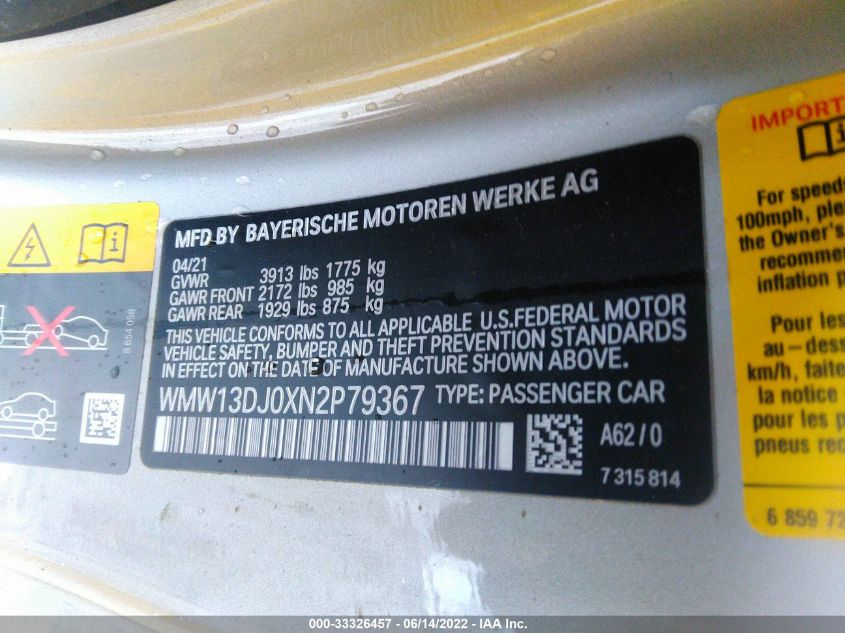 MFD BY BAYERISCHE MOTOREN WERKE AG
04/21
GVWR 3913 lbs 1775 kg
GAWR FRONT 2172 lbs 985 kg
GAWR REAR 1929 lbs 875 kg
THIS VEHICLE CONFORMS TO ALL APPLICABLE U.S.FEDERAL MOTOR
VEHICLE SAFETY, BUMPER AND THEFT PREVENTION STANDARDS
IN EFFECT ON THE DATE OF MANUFACTURE SHOWN ABOVE.
WMW13DJ0XN2P79367 TYPE: PASSENGER CAR
A62/0
7 315 814
8 654 058
IMPORT
For speeds
100mph, ple
the Owner's
recomme
inflation p
Pour les
au-dess
km/h, faite
la notice
pour les p
pneus rec
6 859 72
000-33326457 - 06/14/2022 - IAA Inc.